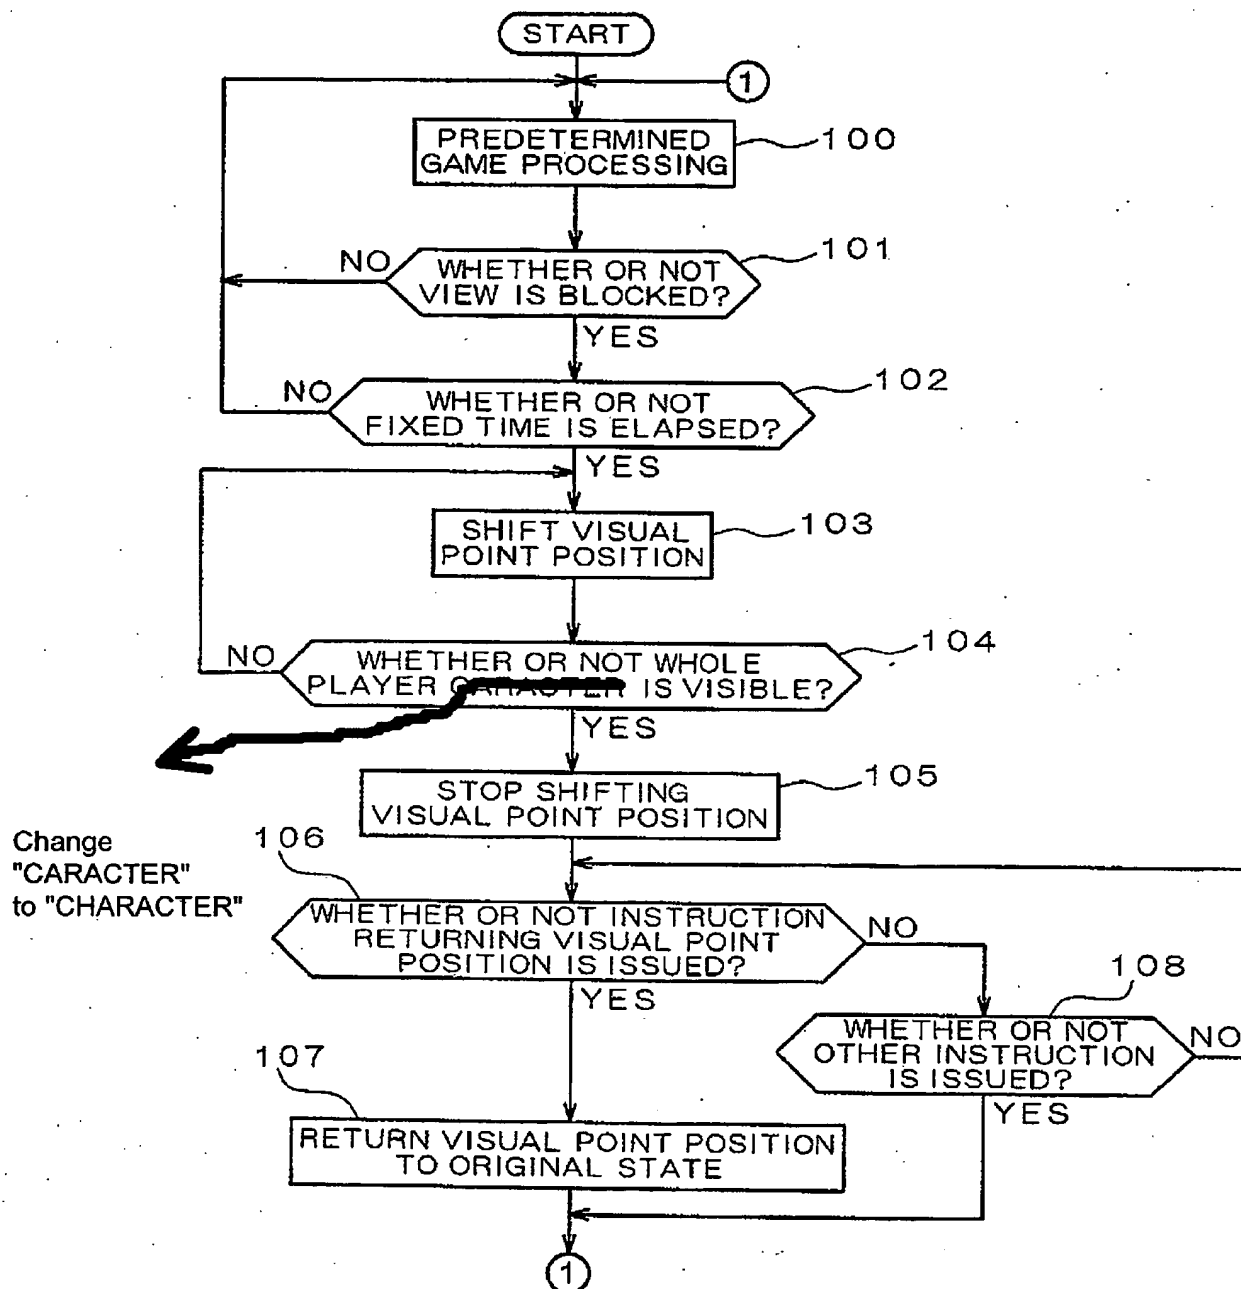 START
1
PREDETERMINED
GAME PROCESSING
100
101
NO
WHETHER OR NOT
VIEW IS BLOCKED?
YES
102
NO
WHETHER OR NOT
FIXED TIME IS ELAPSED?
YES
103
SHIFT VISUAL
POINT POSITION
104
NO
WHETHER OR NOT WHOLE
PLAYER CARACTER IS VISIBLE?
YES
105
STOP SHIFTING
VISUAL POINT POSITION
Change
"CARACTER"
to "CHARACTER"
106
WHETHER OR NOT INSTRUCTION
RETURNING VISUAL POINT
POSITION IS ISSUED?
NO
YES
108
WHETHER OR NOT
OTHER INSTRUCTION
IS ISSUED?
NO
YES
107
RETURN VISUAL POINT POSITION
TO ORIGINAL STATE
1